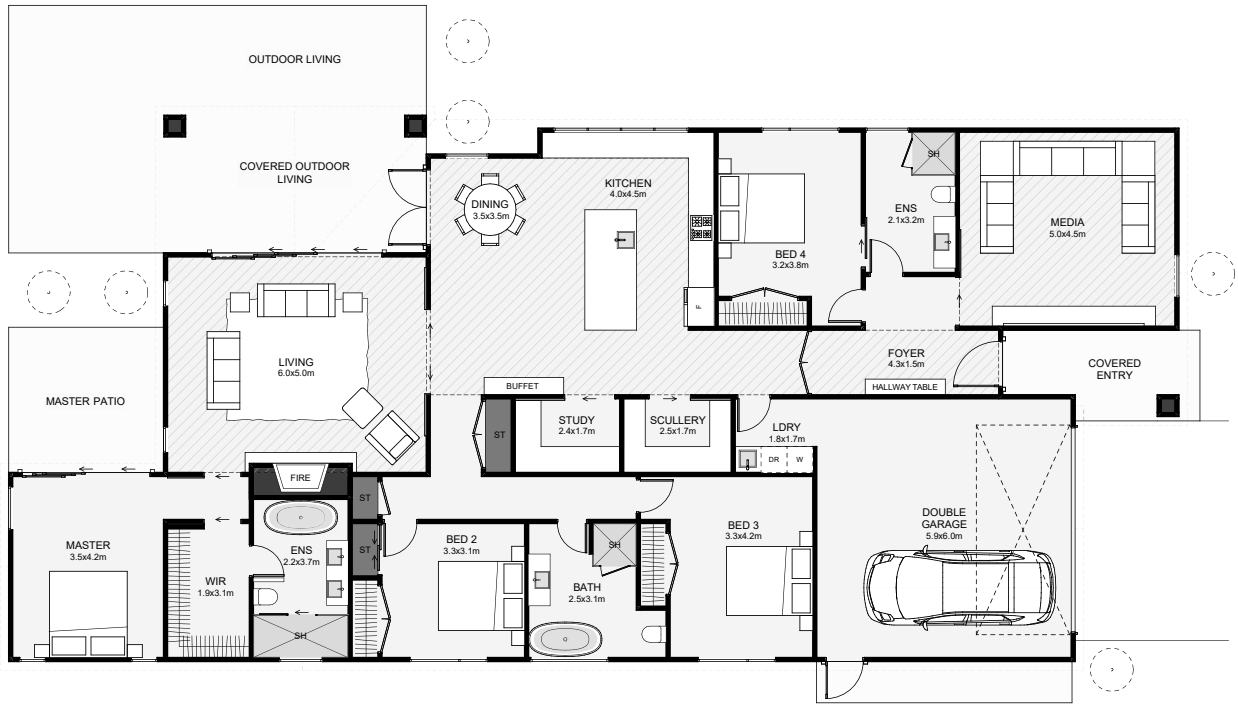 OUTDOOR LIVING
COVERED OUTDOOR
LIVING
KITCHEN
4.0x4.5m
DINING
3.5x3.5m
BED 4
3.2x3.8m
SH
ENS
2.1x3.2m
MEDIA
5.0x4.5m
F
LIVING
6.0x5.0m
FOYER
4.3x1.5m
HALLWAY TABLE
COVERED
ENTRY
MASTER PATIO
BUFFET
ST
STUDY
2.4x1.7m
SCULLERY
2.5x1.7m
LDRY
1.8x1.7m
DR
W
FIRE
ST
ST
MASTER
3.5x4.2m
WIR
1.9x3.1m
ENS
2.2x3.7m
SH
BED 2
3.3x3.1m
SH
BATH
2.5x3.1m
BED 3
3.3x4.2m
DOUBLE
GARAGE
5.9x6.0m